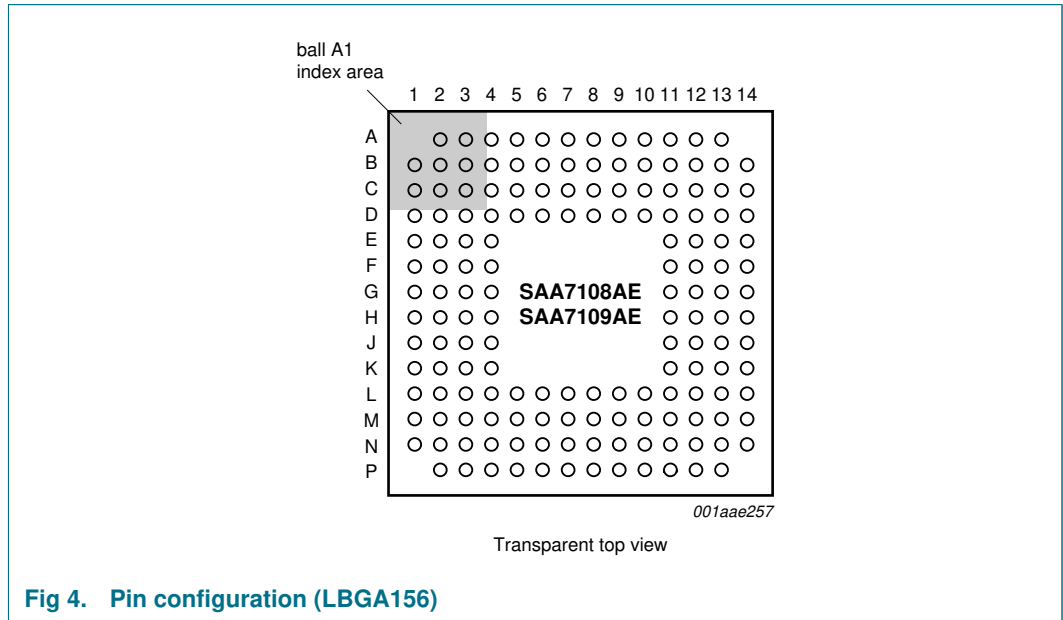 ball A1
index area
1 2 3 4 5 6 7 8 9 10 11 12 13 14
A
B
C
D
E
F
G
H
J
K
L
M
N
P
SAA7108AE
SAA7109AE
001aae257
Transparent top view
Fig 4. Pin configuration (LBGA156)